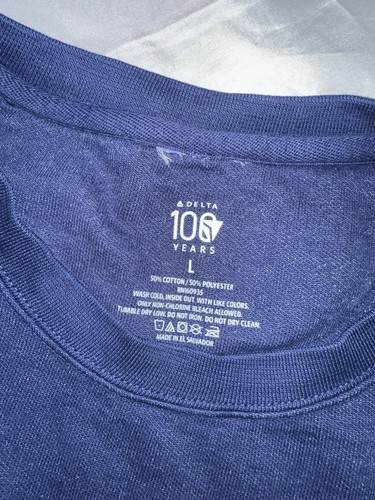 DELTA
100
YEARS
L
50% COTTON / 50% POLYESTER
RN160935
WASH COLD, INSIDE OUT, WITH LIKE COLORS.
ONLY NON-CHLORINE BLEACH ALLOWED.
TUMBLE DRY LOW. DO NOT IRON. DO NOT DRY CLEAN.
MADE IN EL SALVADOR